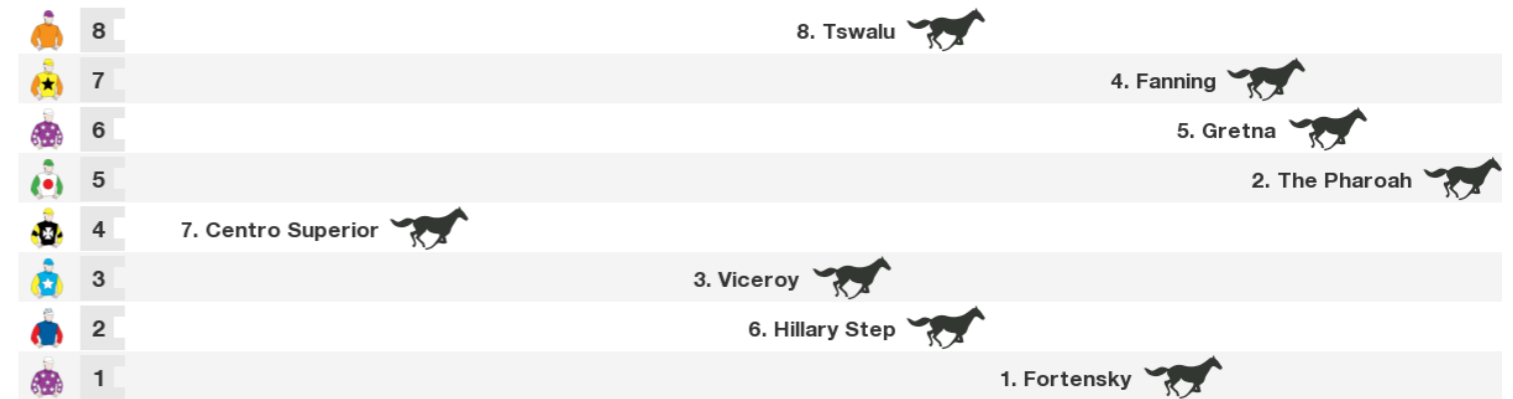 8 8. Tswalu
7 4. Fanning
6 5. Gretna
5 2. The Pharoah
4 7. Centro Superior
3 3. Viceroy
2 6. Hillary Step
1 1. Fortensky